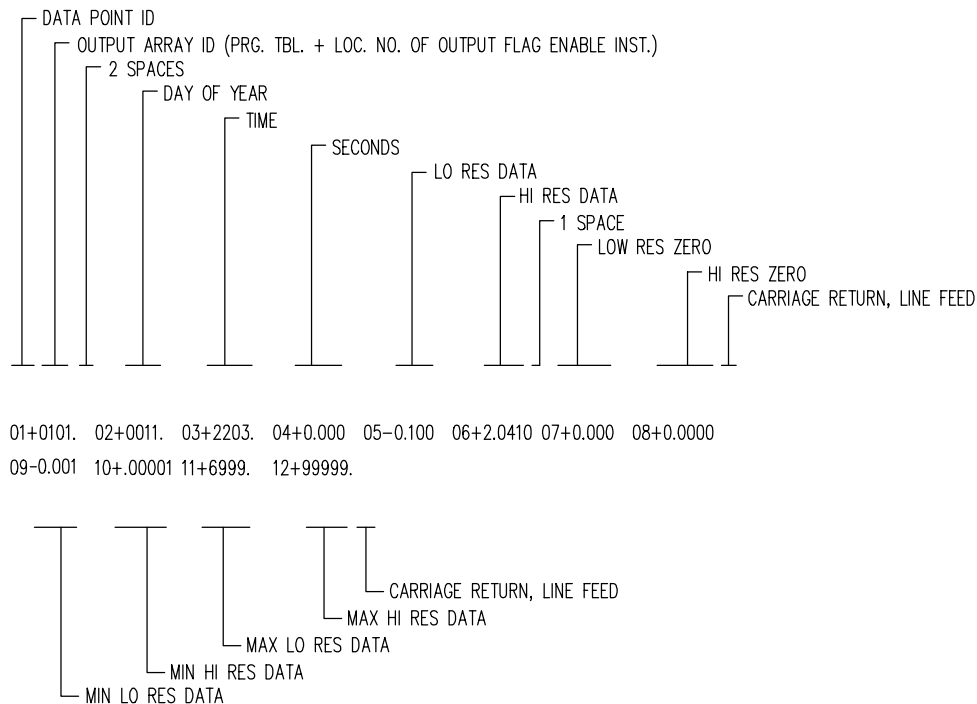 DATA POINT ID
OUTPUT ARRAY ID (PRG. TBL. + LOC. NO. OF OUTPUT FLAG ENABLE INST.)
2 SPACES
DAY OF YEAR
TIME
SECONDS
LO RES DATA
HI RES DATA
1 SPACE
LOW RES ZERO
HI RES ZERO
CARRIAGE RETURN, LINE FEED
01+0101. 02+0011. 03+2203. 04+0.000 05-0.100 06+2.0410 07+0.000 08+0.0000
09-0.001 10+.00001 11+6999. 12+99999.
CARRIAGE RETURN, LINE FEED
MAX HI RES DATA
MAX LO RES DATA
MIN HI RES DATA
MIN LO RES DATA